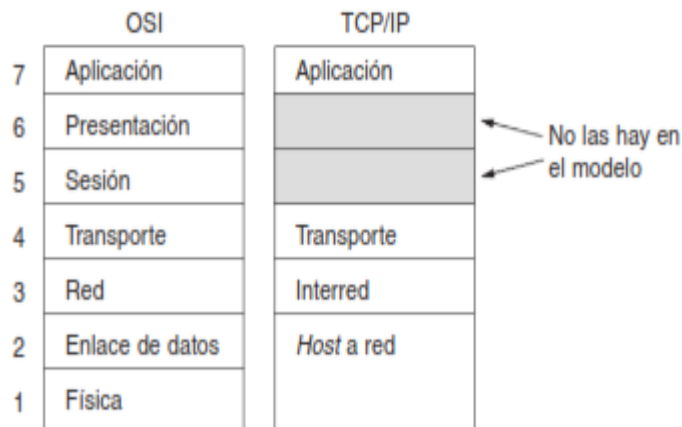 OSI TCP/IP
7 Aplicación Aplicación
6 Presentación
No las hay en
el modelo
5 Sesión
4 Transporte Transporte
3 Red Interred
2 Enlace de datos Host a red
1 Física